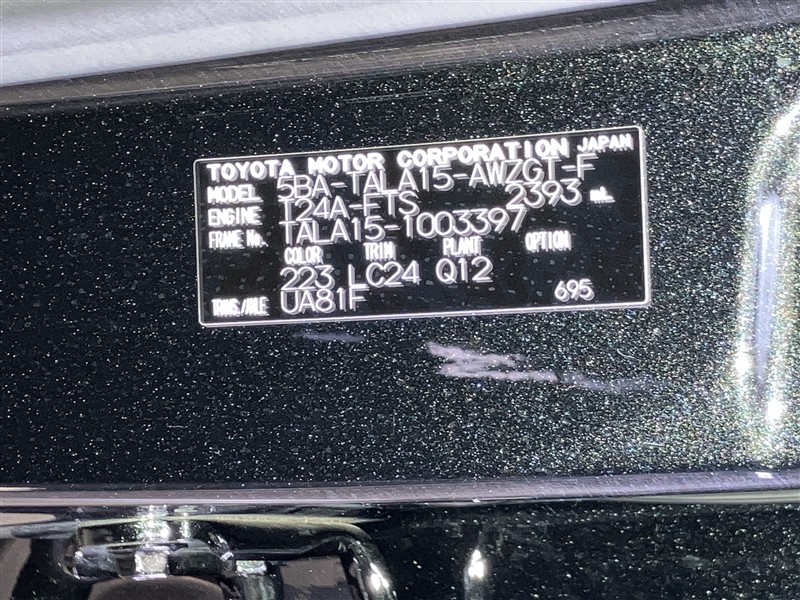 TOYOTA MOTOR CORPORATION JAPAN
MODEL 5BA-TALA15-AWZGT-F
ENGINE T24A-FTS 2393 mL
FRAME No. TALA15-1003397
COLOR TRIM PLANT OPTION
223 LC24 Q12
TRANS./AXLE UA81F 695